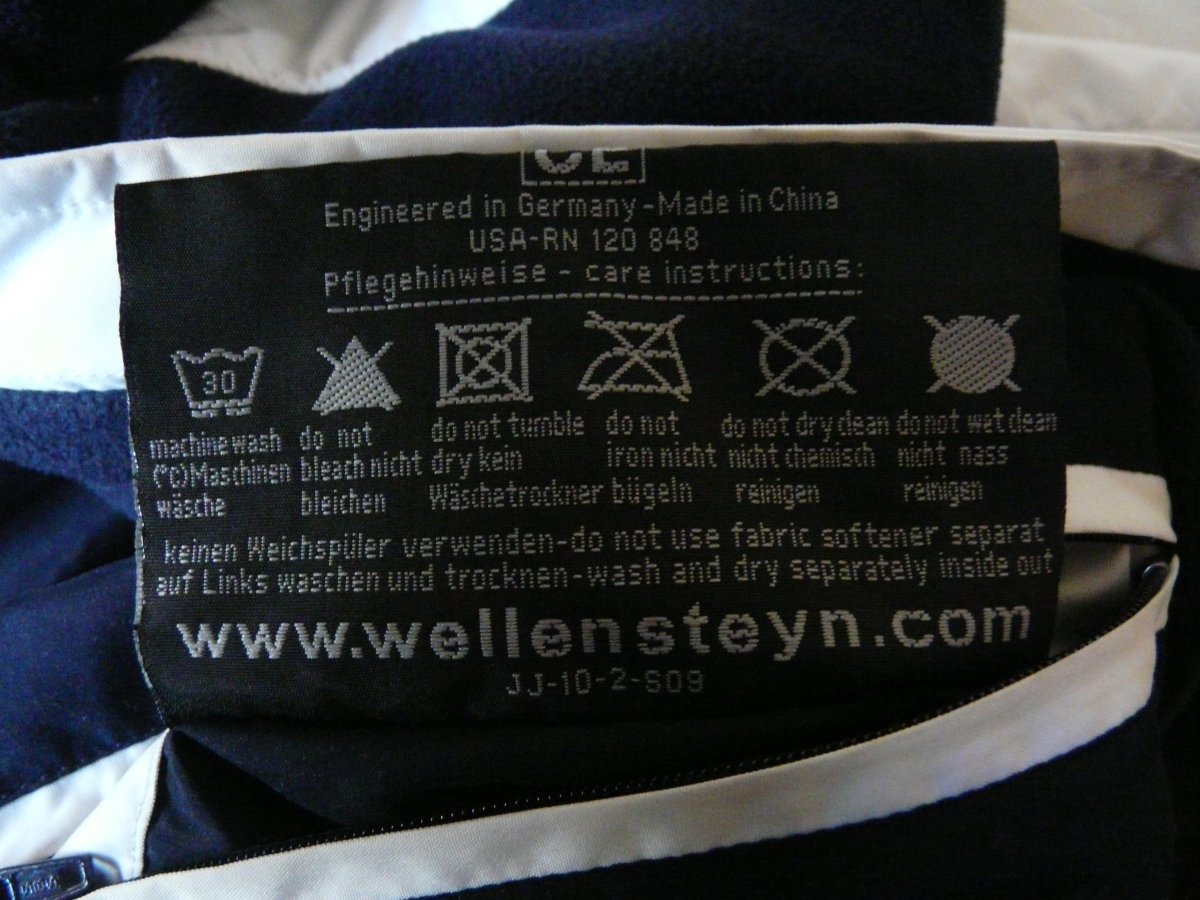 CE
Engineered in Germany-Made in China
USA-RN 120 848
Pflegehinweise - care instructions:
30
machine wash
(°C) Maschinen
wäsche
do not
bleach nicht
bleichen
do not tumble
dry kein
Wäschetrockner
do not
iron nicht
bügeln
do not dry clean
nicht chemisch
reinigen
do not wet clean
nicht nass
reinigen
keinen Weichspüler verwenden-do not use fabric softener separat
auf Links waschen und trocknen-wash and dry separately inside out
www.wellensteyn.com
JJ-10-2-S09